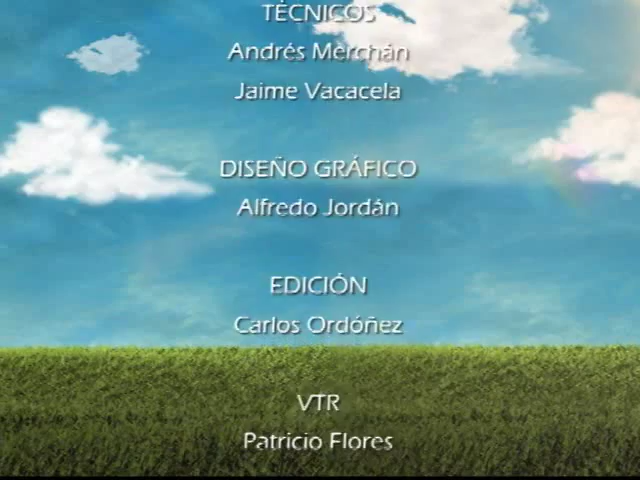 TÉCNICOS
Andrés Merchán
Jaime Vacacela
DISEÑO GRÁFICO
Alfredo Jordán
EDICIÓN
Carlos Ordóñez
VTR
Patricio Flores